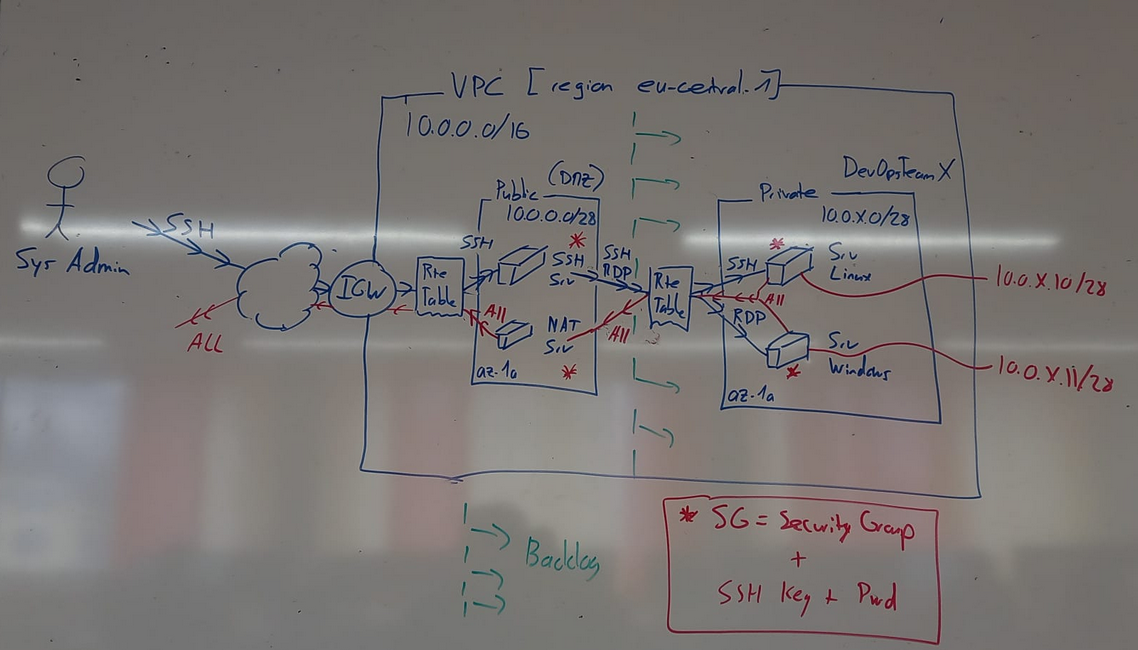 VPC [region eu-central.1]
10.0.0.0/16
DevOpsTeam X
Public (DMZ)
10.0.0.0/28
Private
10.0.X.0/28
SSH
Sys Admin
ALL
IGW
Rte
Table
SSH
SSH
Srv
All
NAT
Srv
az-1a
SSH
RDP
All
Rte
Table
SSH
All
RDP
Srv
Linux
Srv
Windows
az-1a
10.0.X.10/28
10.0.X.11/28
Backlog
* SG = Security Group
+
SSH Key + Pwd